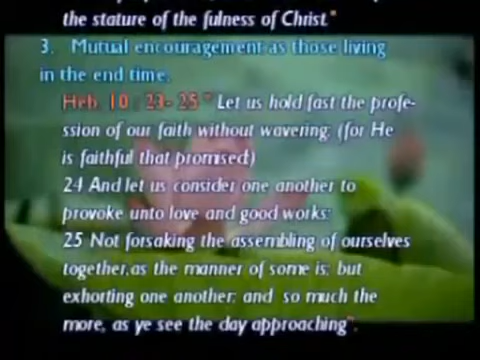 the stature of the fulness of Christ."
3. Mutual encouragement as those living
in the end time.
Heb. 10 : 23- 25 " Let us hold fast the profe-
ssion of our faith without wavering; (for He
is faithful that promised;)
24 And let us consider one another to
provoke unto love and good works:
25 Not forsaking the assembling of ourselves
together,as the manner of some is; but
exhorting one another: and so much the
more, as ye see the day approaching".